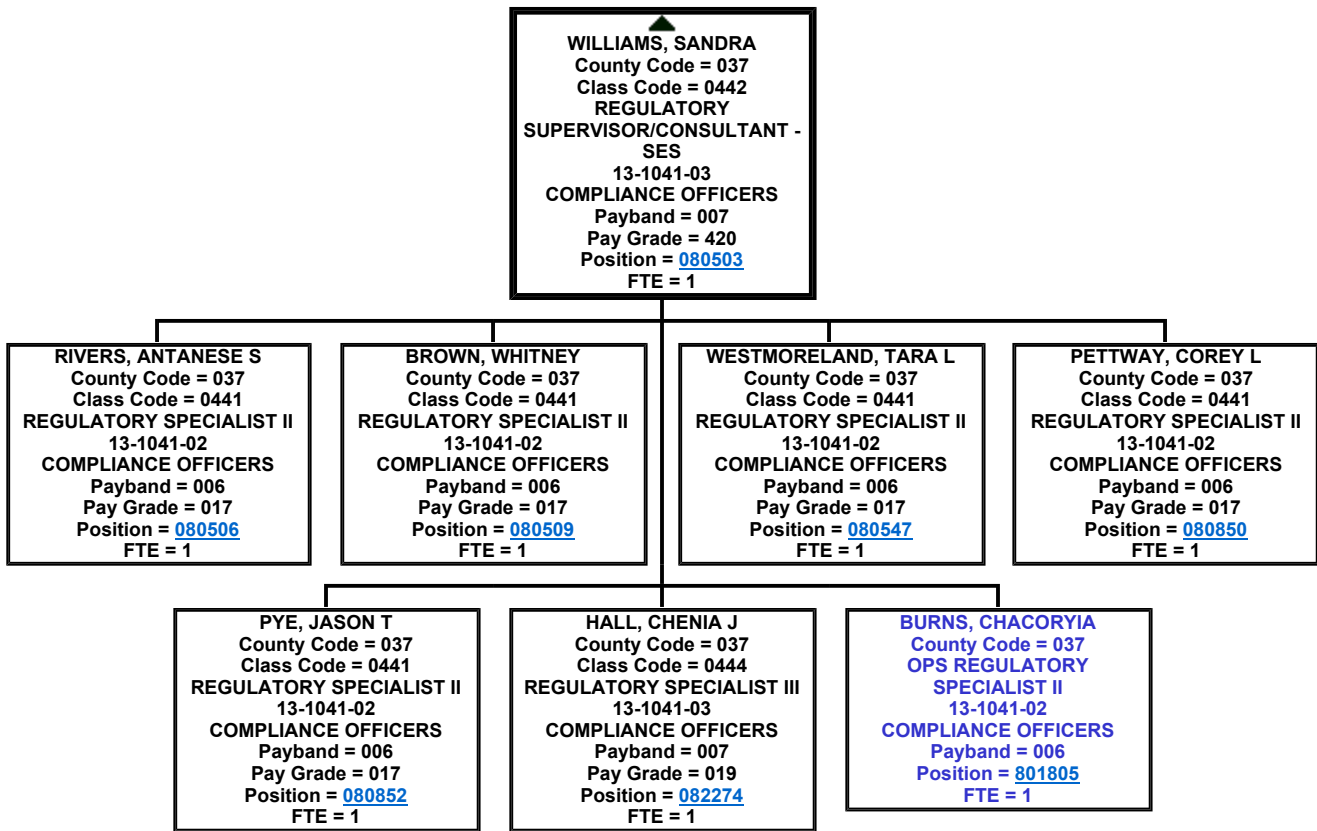 WILLIAMS, SANDRA
County Code = 037
Class Code = 0442
REGULATORY
SUPERVISOR/CONSULTANT -
SES
13-1041-03
COMPLIANCE OFFICERS
Payband = 007
Pay Grade = 420
Position = 080503
FTE = 1
RIVERS, ANTANESE S
County Code = 037
Class Code = 0441
REGULATORY SPECIALIST II
13-1041-02
COMPLIANCE OFFICERS
Payband = 006
Pay Grade = 017
Position = 080506
FTE = 1
BROWN, WHITNEY
County Code = 037
Class Code = 0441
REGULATORY SPECIALIST II
13-1041-02
COMPLIANCE OFFICERS
Payband = 006
Pay Grade = 017
Position = 080509
FTE = 1
WESTMORELAND, TARA L
County Code = 037
Class Code = 0441
REGULATORY SPECIALIST II
13-1041-02
COMPLIANCE OFFICERS
Payband = 006
Pay Grade = 017
Position = 080547
FTE = 1
PETTWAY, COREY L
County Code = 037
Class Code = 0441
REGULATORY SPECIALIST II
13-1041-02
COMPLIANCE OFFICERS
Payband = 006
Pay Grade = 017
Position = 080850
FTE = 1
PYE, JASON T
County Code = 037
Class Code = 0441
REGULATORY SPECIALIST II
13-1041-02
COMPLIANCE OFFICERS
Payband = 006
Pay Grade = 017
Position = 080852
FTE = 1
HALL, CHENIA J
County Code = 037
Class Code = 0444
REGULATORY SPECIALIST III
13-1041-03
COMPLIANCE OFFICERS
Payband = 007
Pay Grade = 019
Position = 082274
FTE = 1
BURNS, CHACORYIA
County Code = 037
OPS REGULATORY
SPECIALIST II
13-1041-02
COMPLIANCE OFFICERS
Payband = 006
Position = 801805
FTE = 1